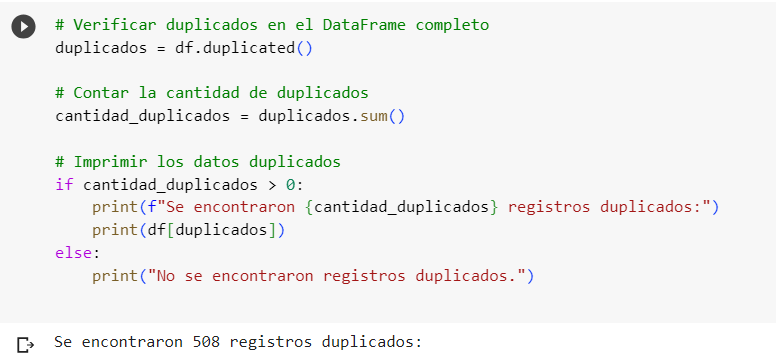 # Verificar duplicados en el DataFrame completo
duplicados = df.duplicated()
# Contar la cantidad de duplicados
cantidad_duplicados = duplicados.sum()
# Imprimir los datos duplicados
if cantidad_duplicados > 0:
    print(f"Se encontraron {cantidad_duplicados} registros duplicados:")
    print(df[duplicados])
else:
    print("No se encontraron registros duplicados.")
Se encontraron 508 registros duplicados: